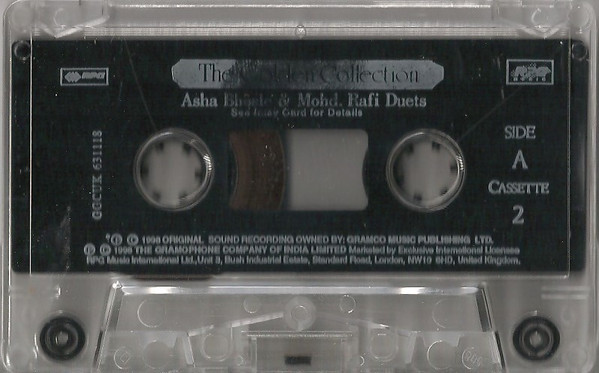 RPG
The Golden Collection
Asha Bhosle & Mohd. Rafi Duets
See Inlay Card for Details
SIDE
A
CASSETTE
2
GGCUK 631118
*Ⓟ © 1998 ORIGINAL SOUND RECORDING OWNED BY: GRAMCO MUSIC PUBLISHING LTD.
Ⓟ © 1998 THE GRAMOPHONE COMPANY OF INDIA LIMITED Marketed by Exclusive International Licensee
RPG Music International Ltd., Unit 3, Bush Industrial Estate, Standard Road, London, NW10 6HD, United Kingdom.